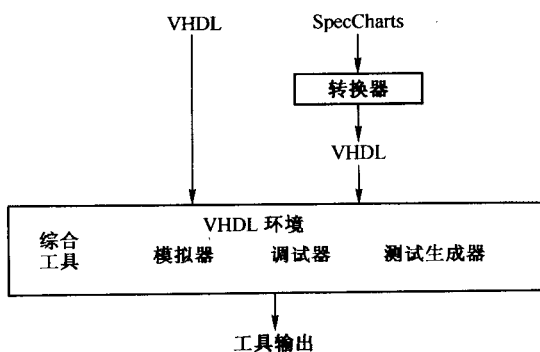 VHDL
SpecCharts
转换器
VHDL
VHDL 环境
综合
工具
模拟器
调试器
测试生成器
工具输出